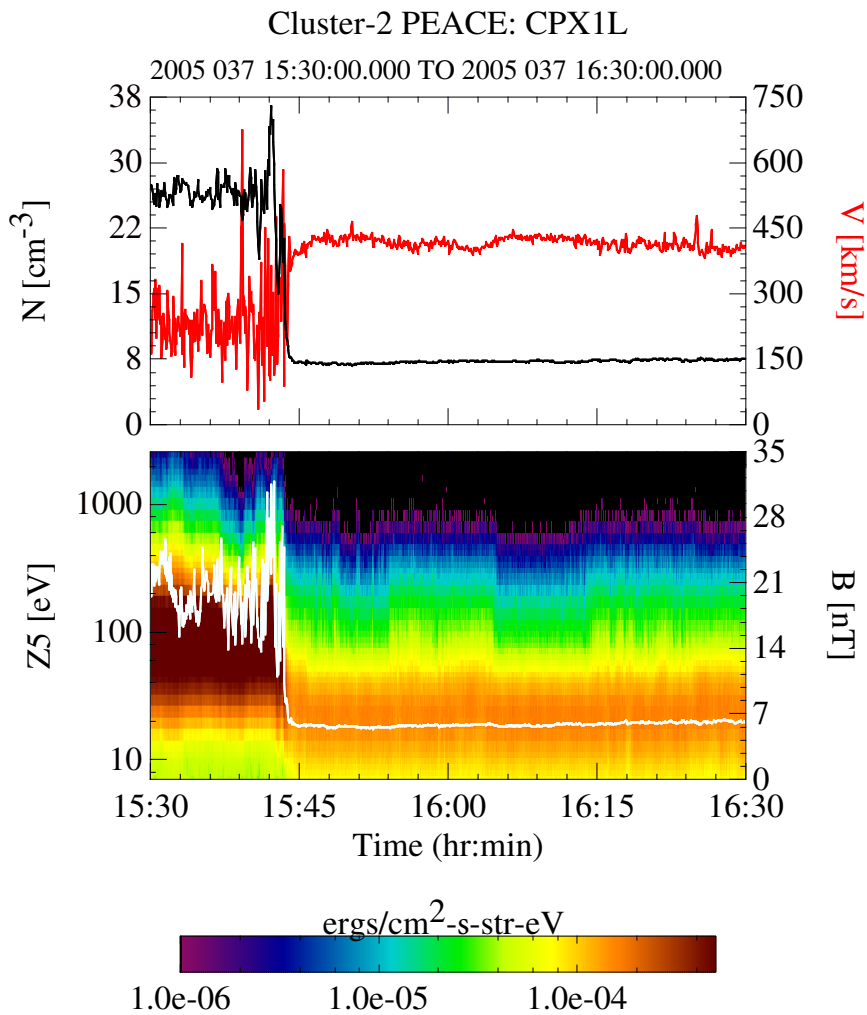 Cluster-2 PEACE: CPX1L
2005 037 15:30:00.000 TO 2005 037 16:30:00.000
38
30
22
15
8
0
N [cm-3]
750
600
450
300
150
0
V [km/s]
1000
100
10
Z5 [eV]
35
28
21
14
7
0
B [nT]
15:30 15:45 16:00 16:15 16:30
Time (hr:min)
ergs/cm2-s-str-eV
1.0e-06 1.0e-05 1.0e-04